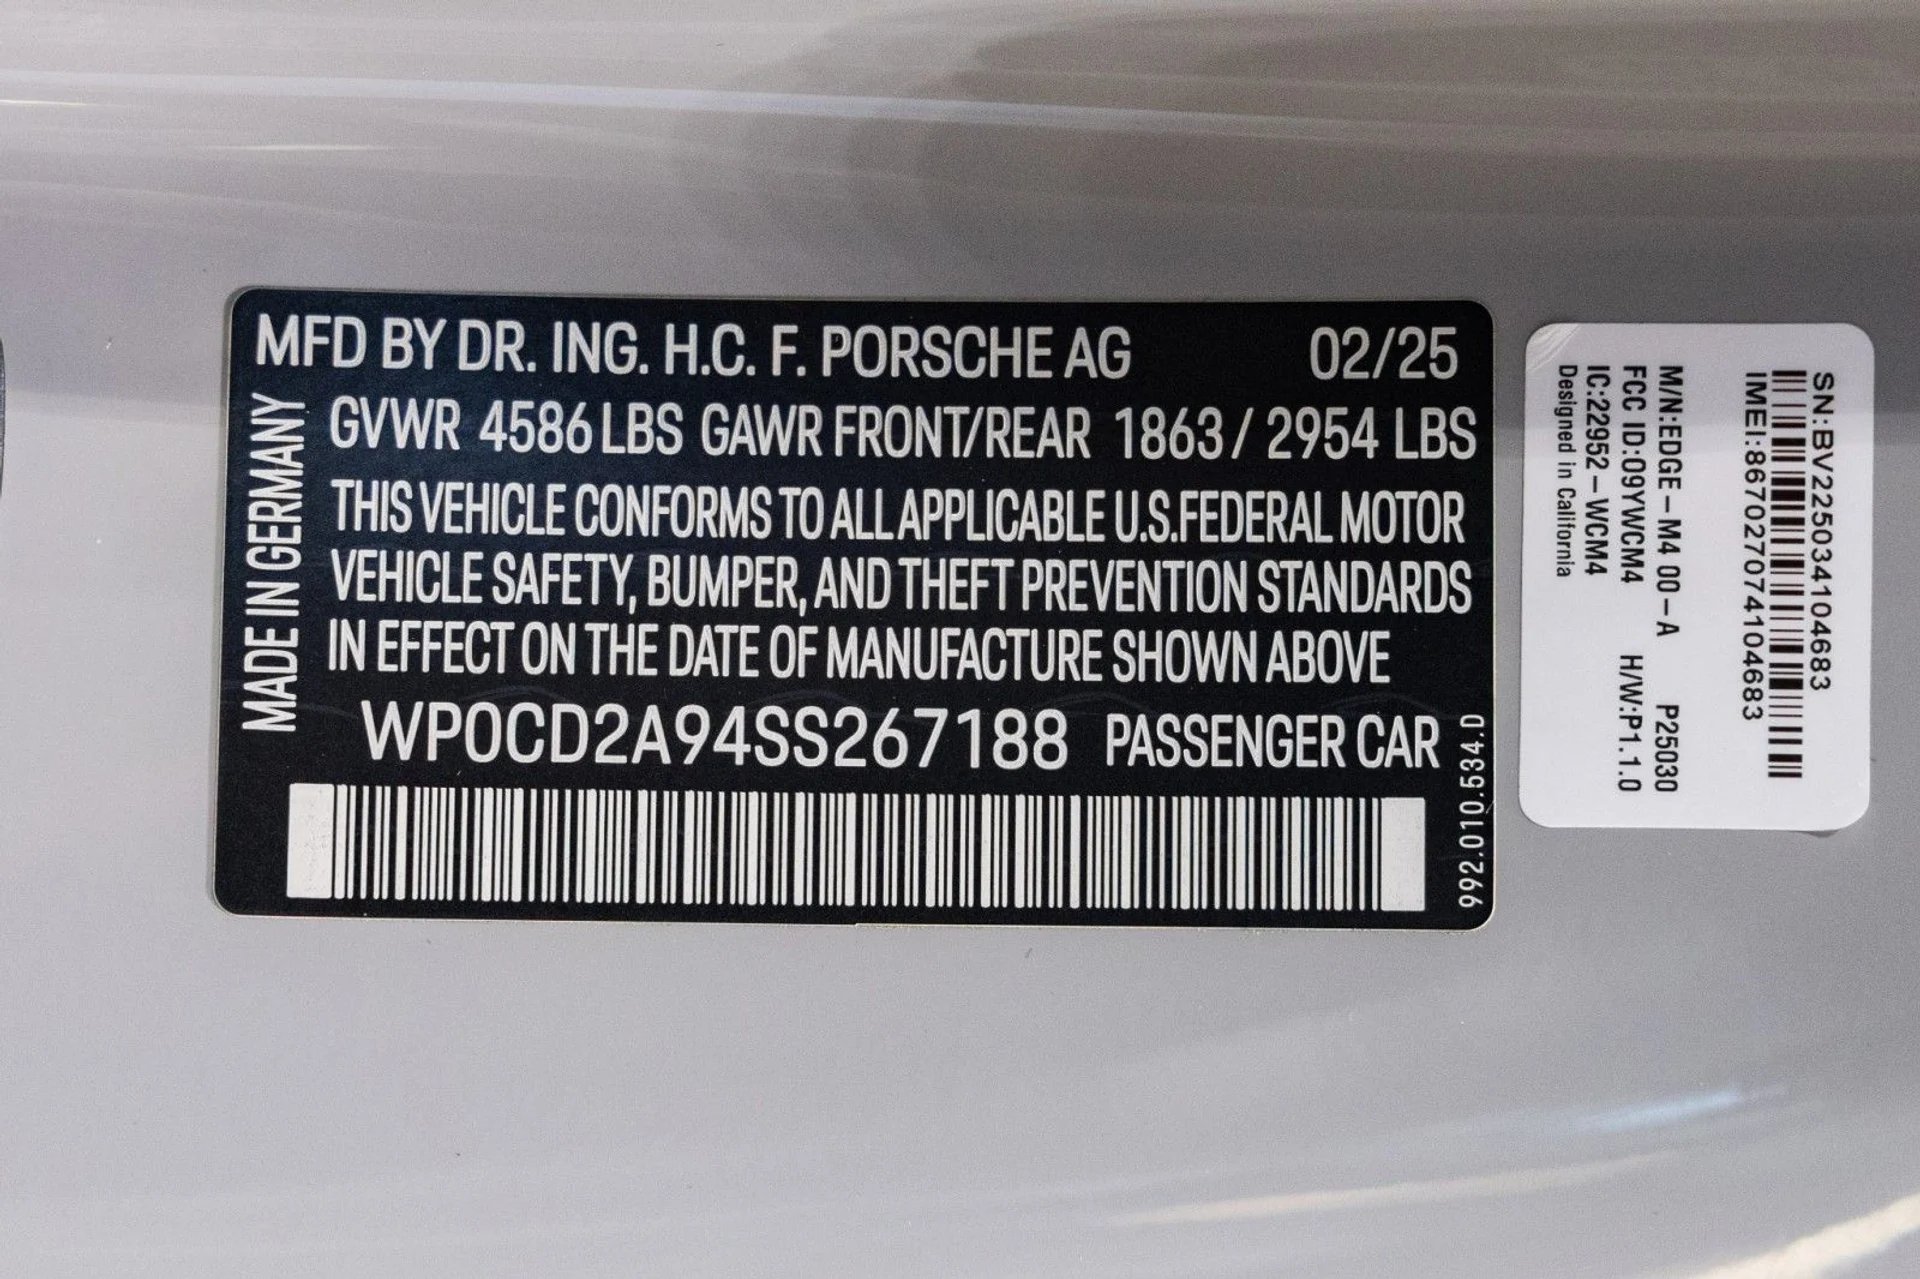 MFD BY DR. ING. H.C. F. PORSCHE AG 02/25
GVWR 4586 LBS GAWR FRONT/REAR 1863 / 2954 LBS
THIS VEHICLE CONFORMS TO ALL APPLICABLE U.S.FEDERAL MOTOR
VEHICLE SAFETY, BUMPER, AND THEFT PREVENTION STANDARDS
IN EFFECT ON THE DATE OF MANUFACTURE SHOWN ABOVE
WP0CD2A94SS267188 PASSENGER CAR
MADE IN GERMANY
992.010.534.D
SN:BV225034104683
IMEI:867027074104683
M/N:EDGE-M4 00-A P25030
FCC ID:09YWCM4 H/W:P1.1.0
IC:22952-WCM4
Designed in California